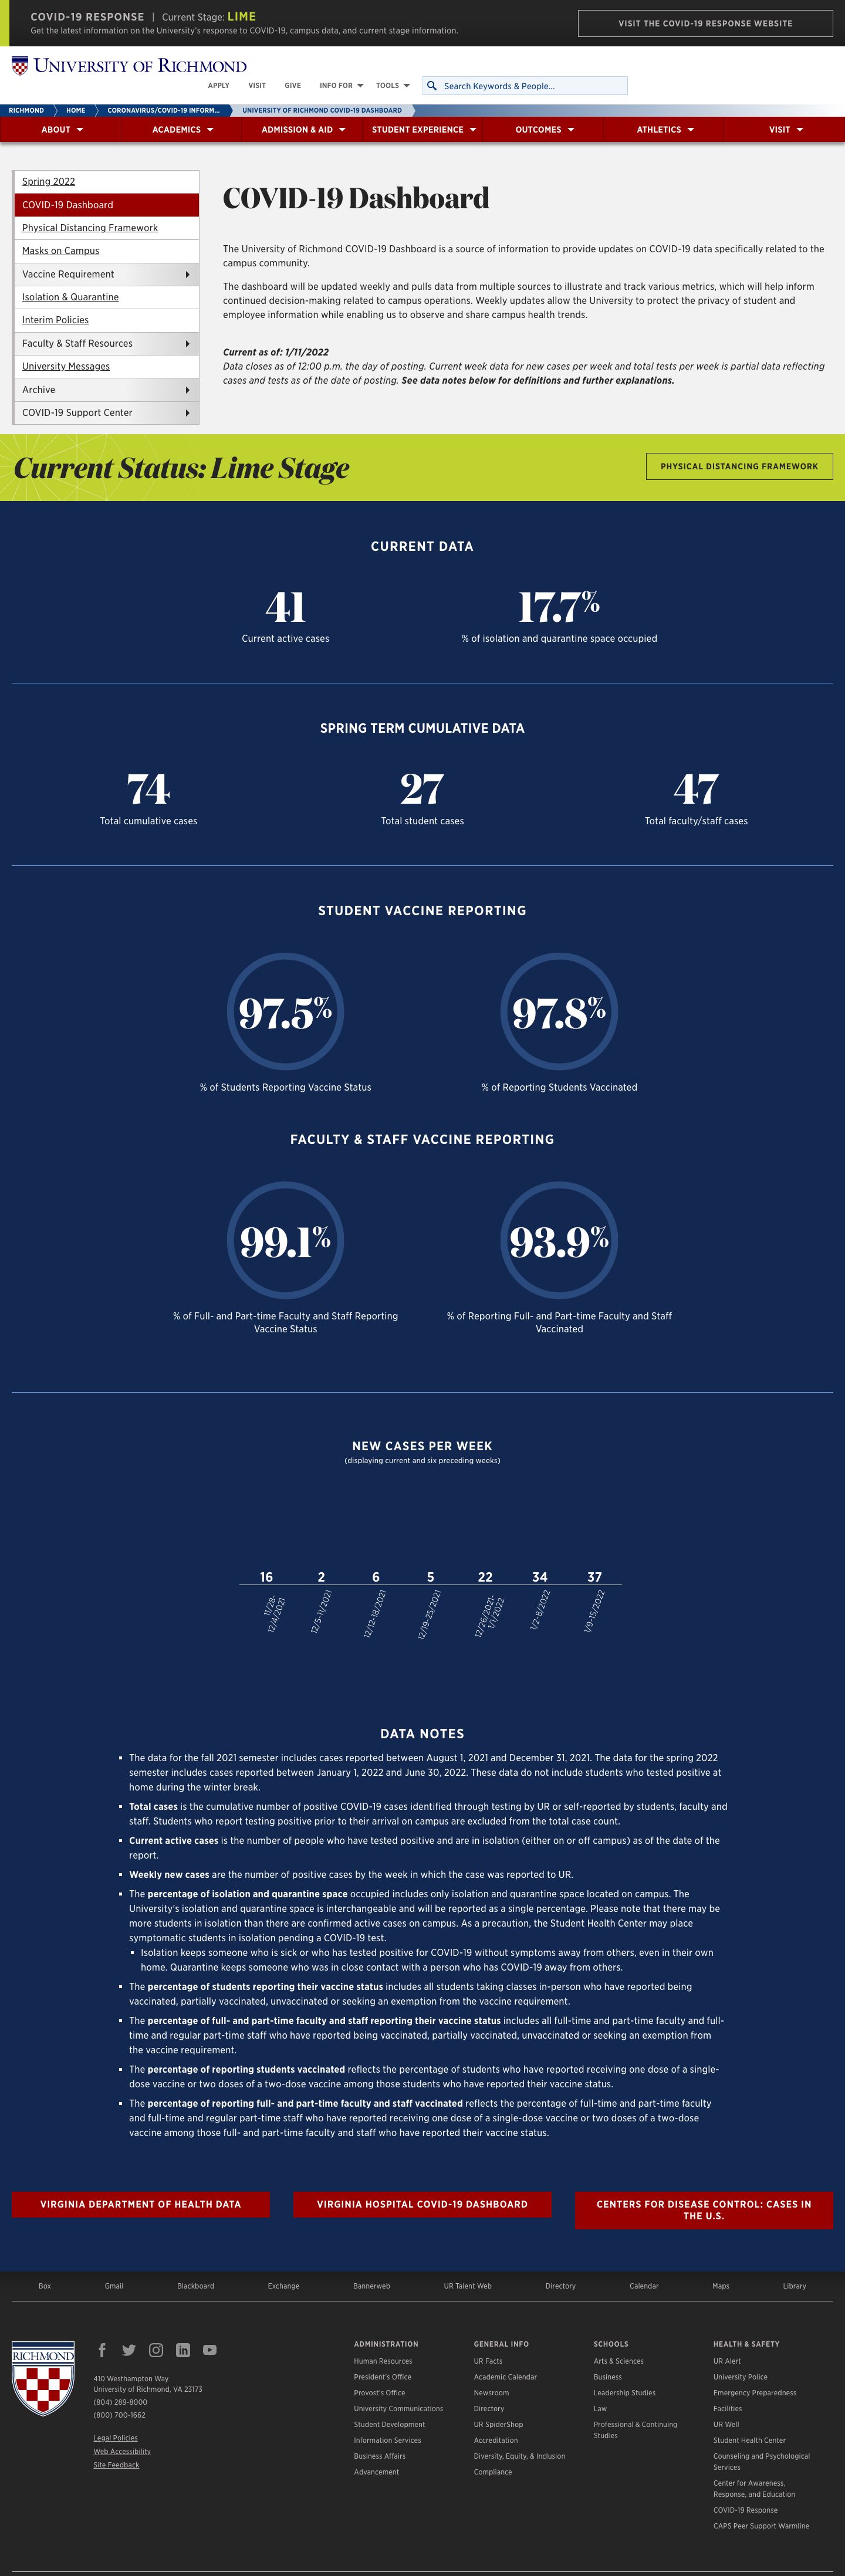 COVID-19 RESPONSE | Current Stage: LIME
Get the latest information on the University's response to COVID-19, campus data, and current stage information.
VISIT THE COVID-19 RESPONSE WEBSITE
UNIVERSITY OF RICHMOND
APPLY VISIT GIVE INFO FOR TOOLS Search Keywords & People...
RICHMOND HOME CORONAVIRUS/COVID-19 INFORM... UNIVERSITY OF RICHMOND COVID-19 DASHBOARD
ABOUT ACADEMICS ADMISSION & AID STUDENT EXPERIENCE OUTCOMES ATHLETICS VISIT
Spring 2022
COVID-19 Dashboard
Physical Distancing Framework
Masks on Campus
Vaccine Requirement
Isolation & Quarantine
Interim Policies
Faculty & Staff Resources
University Messages
Archive
COVID-19 Support Center
COVID-19 Dashboard
The University of Richmond COVID-19 Dashboard is a source of information to provide updates on COVID-19 data specifically related to the
campus community.
The dashboard will be updated weekly and pulls data from multiple sources to illustrate and track various metrics, which will help inform
continued decision-making related to campus operations. Weekly updates allow the University to protect the privacy of student and
employee information while enabling us to observe and share campus health trends.
Current as of: 1/11/2022
Data closes as of 12:00 p.m. the day of posting. Current week data for new cases per week and total tests per week is partial data reflecting
cases and tests as of the date of posting. See data notes below for definitions and further explanations.
Current Status: Lime Stage
PHYSICAL DISTANCING FRAMEWORK
CURRENT DATA
41 17.7%
Current active cases % of isolation and quarantine space occupied
SPRING TERM CUMULATIVE DATA
74 27 47
Total cumulative cases Total student cases Total faculty/staff cases
STUDENT VACCINE REPORTING
97.5% 97.8%
% of Students Reporting Vaccine Status % of Reporting Students Vaccinated
FACULTY & STAFF VACCINE REPORTING
99.1% 93.9%
% of Full- and Part-time Faculty and Staff Reporting
Vaccine Status
% of Reporting Full- and Part-time Faculty and Staff
Vaccinated
NEW CASES PER WEEK
(displaying current and six preceding weeks)
16 2 6 5 22 34 37
11/28-
12/4/2021
12/5-11/2021
12/12-18/2021
12/19-25/2021
12/26/2021-
1/1/2022
1/2-8/2022
1/9-15/2022
DATA NOTES
▪ The data for the fall 2021 semester includes cases reported between August 1, 2021 and December 31, 2021. The data for the spring 2022
semester includes cases reported between January 1, 2022 and June 30, 2022. These data do not include students who tested positive at
home during the winter break.
▪ Total cases is the cumulative number of positive COVID-19 cases identified through testing by UR or self-reported by students, faculty and
staff. Students who report testing positive prior to their arrival on campus are excluded from the total case count.
▪ Current active cases is the number of people who have tested positive and are in isolation (either on or off campus) as of the date of the
report.
▪ Weekly new cases are the number of positive cases by the week in which the case was reported to UR.
▪ The percentage of isolation and quarantine space occupied includes only isolation and quarantine space located on campus. The
University's isolation and quarantine space is interchangeable and will be reported as a single percentage. Please note that there may be
more students in isolation than there are confirmed active cases on campus. As a precaution, the Student Health Center may place
symptomatic students in isolation pending a COVID-19 test.
▪ Isolation keeps someone who is sick or who has tested positive for COVID-19 without symptoms away from others, even in their own
home. Quarantine keeps someone who was in close contact with a person who has COVID-19 away from others.
▪ The percentage of students reporting their vaccine status includes all students taking classes in-person who have reported being
vaccinated, partially vaccinated, unvaccinated or seeking an exemption from the vaccine requirement.
▪ The percentage of full- and part-time faculty and staff reporting their vaccine status includes all full-time and part-time faculty and full-
time and regular part-time staff who have reported being vaccinated, partially vaccinated, unvaccinated or seeking an exemption from
the vaccine requirement.
▪ The percentage of reporting students vaccinated reflects the percentage of students who have reported receiving one dose of a single-
dose vaccine or two doses of a two-dose vaccine among those students who have reported their vaccine status.
▪ The percentage of reporting full- and part-time faculty and staff vaccinated reflects the percentage of full-time and part-time faculty
and full-time and regular part-time staff who have reported receiving one dose of a single-dose vaccine or two doses of a two-dose
vaccine among those full- and part-time faculty and staff who have reported their vaccine status.
VIRGINIA DEPARTMENT OF HEALTH DATA
VIRGINIA HOSPITAL COVID-19 DASHBOARD
CENTERS FOR DISEASE CONTROL: CASES IN
THE U.S.
Box Gmail Blackboard Exchange Bannerweb UR Talent Web Directory Calendar Maps Library
RICHMOND
410 Westhampton Way
University of Richmond, VA 23173
(804) 289-8000
(800) 700-1662
Legal Policies
Web Accessibility
Site Feedback
ADMINISTRATION
Human Resources
President's Office
Provost's Office
University Communications
Student Development
Information Services
Business Affairs
Advancement
GENERAL INFO
UR Facts
Academic Calendar
Newsroom
Directory
UR SpiderShop
Accreditation
Diversity, Equity, & Inclusion
Compliance
SCHOOLS
Arts & Sciences
Business
Leadership Studies
Law
Professional & Continuing
Studies
HEALTH & SAFETY
UR Alert
University Police
Emergency Preparedness
Facilities
UR Well
Student Health Center
Counseling and Psychological
Services
Center for Awareness,
Response, and Education
COVID-19 Response
CAPS Peer Support Warmline